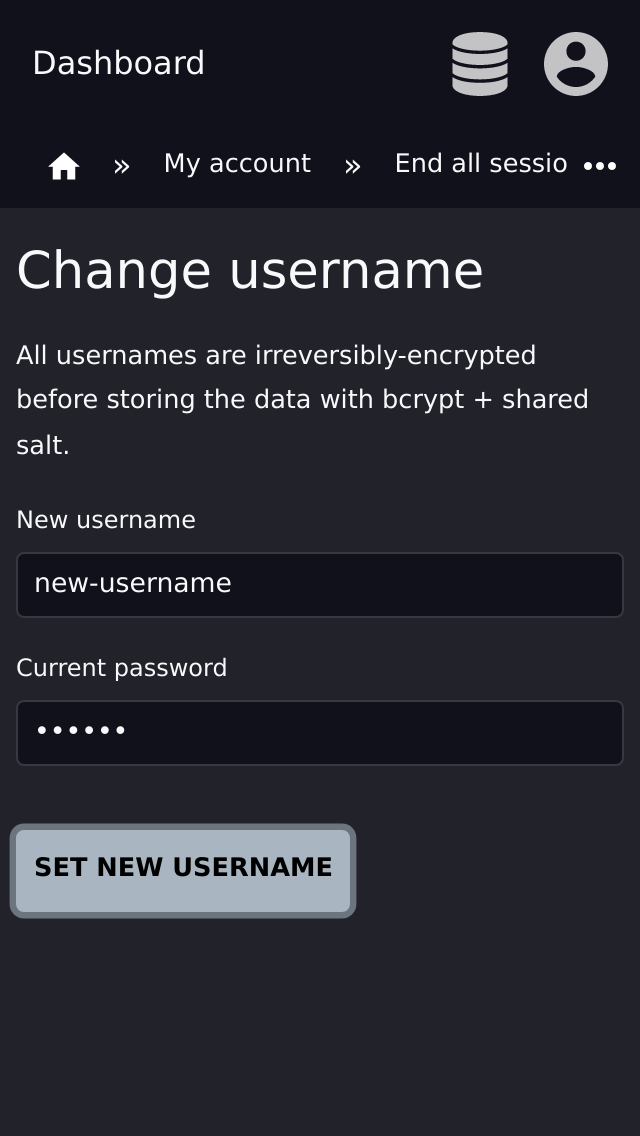 Dashboard
» My account » End all sessio •••
Change username
All usernames are irreversibly-encrypted
before storing the data with bcrypt + shared
salt.
New username
new-username
Current password
••••••
SET NEW USERNAME